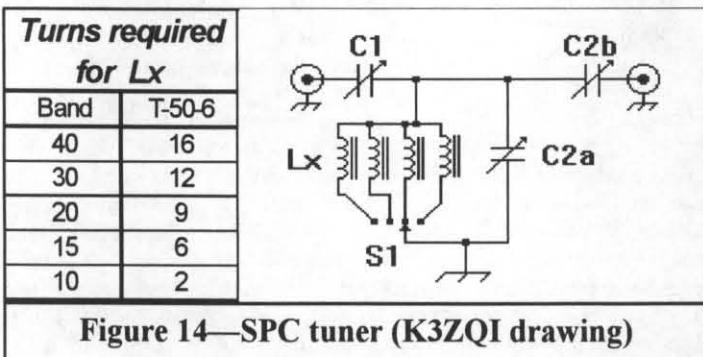 Turns required
for Lx
Band T-50-6
40 16
30 12
20 9
15 6
10 2
C1
C2b
Lx
C2a
S1
Figure 14—SPC tuner (K3ZQI drawing)